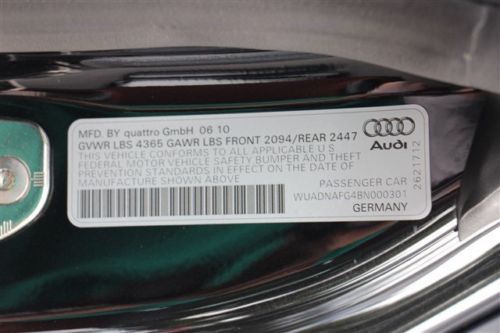 MFD. BY quattro GmbH 06 10
GVWR LBS 4365 GAWR LBS FRONT 2094/REAR 2447
THIS VEHICLE CONFORMS TO ALL APPLICABLE
FEDERAL MOTOR VEHICLE SAFETY BUMPER AND THEFT
PREVENTION STANDARDS IN EFFECT ON THE DATE
OF MANUFACTURE SHOWN ABOVE
Audi
26217.12
PASSENGER CAR
WUADNAFG4BN000301
GERMANY